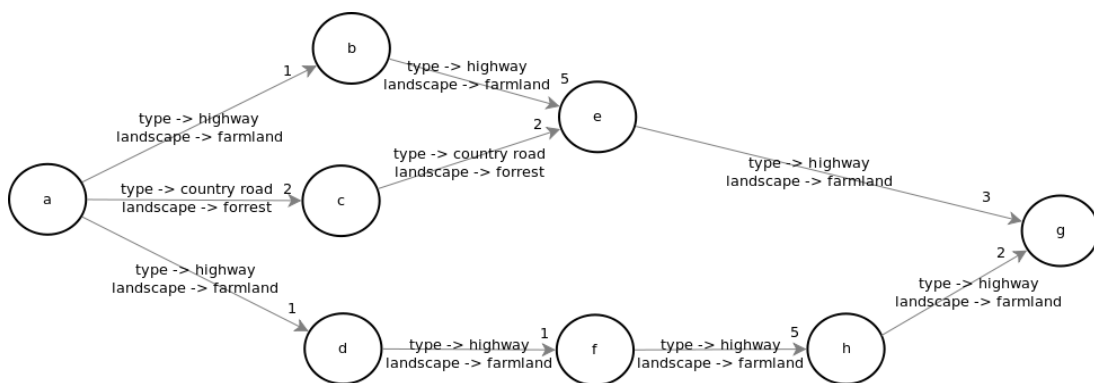 b
type -> highway
landscape -> farmland
1
5
type -> highway
landscape -> farmland
e
2
type -> country road
landscape -> forrest
a
type -> country road
landscape -> forrest
2
c
type -> highway
landscape -> farmland
3
g
type -> highway
landscape -> farmland
1
d
type -> highway
landscape -> farmland
1
f
type -> highway
landscape -> farmland
5
h
type -> highway
landscape -> farmland
2